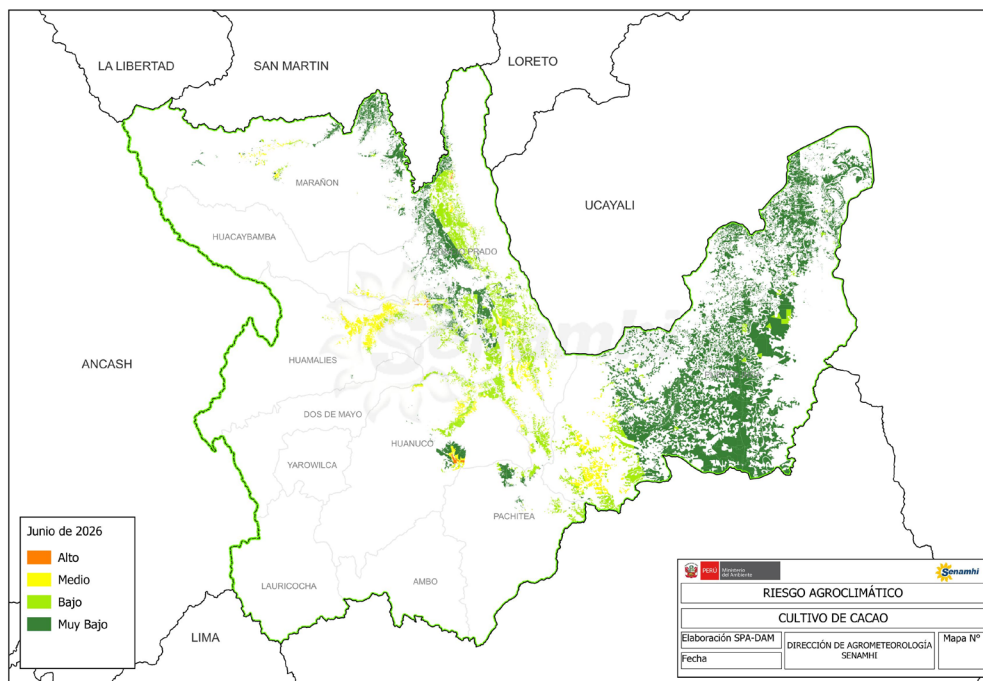 LA LIBERTAD
SAN MARTIN
LORETO
MARAÑON
UCAYALI
HUACAYBAMBA
PRADO
Senamhi
ANCASH
HUAMALIES
DOS DE MAYO
HUANUCO
YAROWILCA
PACHITEA
LAURICOCHA
AMBO
LIMA
Junio de 2026
Alto
Medio
Bajo
Muy Bajo
PERÚ Ministerio del Ambiente
Senamhi
RIESGO AGROCLIMÁTICO
CULTIVO DE CACAO
Elaboración SPA-DAM
Fecha
DIRECCIÓN DE AGROMETEOROLOGÍA
SENAMHI
Mapa Nº